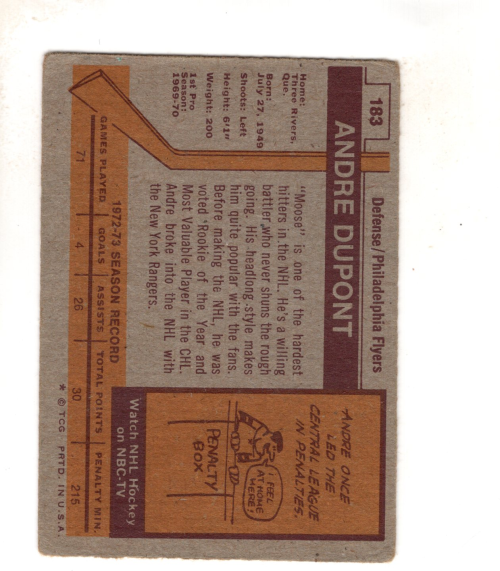 183
Defense/Philadelphia Flyers
ANDRE DUPONT
Home:
Three Rivers,
Que.
Born:
July 27, 1949
Shoots: Left
Height: 6'1"
Weight: 200
1st Pro
Season:
1969-70
"Moose" is one of the hardest
hitters in the NHL. He's a willing
battler who never shuns the rough
going. His headlong style makes
him quite popular with the fans.
Before making the NHL, he was
voted Rookie of the Year and
Most Valuable Player in the CHL.
Andre broke into the NHL with
the New York Rangers.
ANDRE ONCE
LED THE
CENTRAL LEAGUE
IN PENALTIES.
I FEEL
AT HOME
HERE!
PENALTY
BOX
Watch NHL Hockey
on NBC-TV
1972-73 SEASON RECORD
GAMES PLAYED GOALS ASSISTS TOTAL POINTS PENALTY MIN.
71 4 26 30 215
* © TCG PRTD. IN U.S.A.